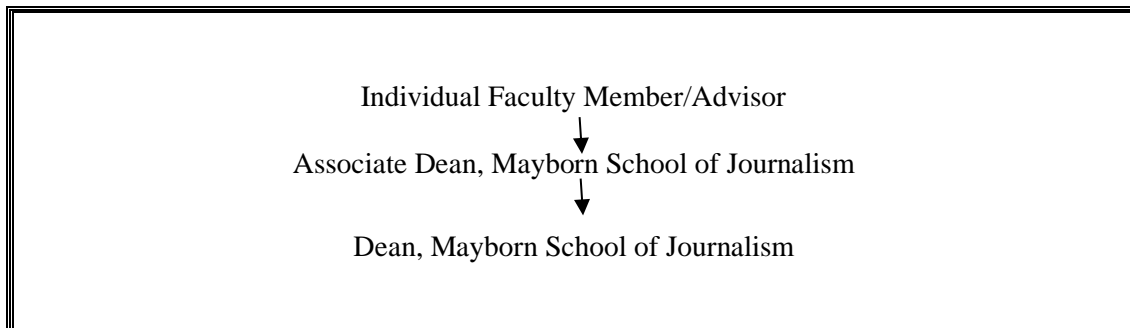 Individual Faculty Member/Advisor
Associate Dean, Mayborn School of Journalism
Dean, Mayborn School of Journalism